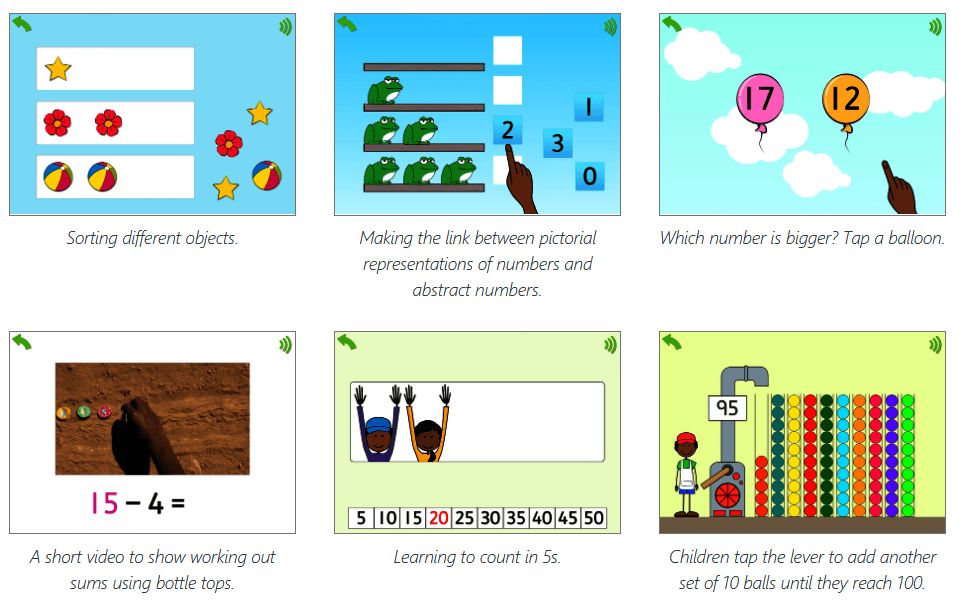 Sorting different objects.
2
1
3
0
Making the link between pictorial
representations of numbers and
abstract numbers.
17 12
Which number is bigger? Tap a balloon.
15 – 4 =
A short video to show working out
sums using bottle tops.
5 10 15 20 25 30 35 40 45 50
Learning to count in 5s.
95
Children tap the lever to add another
set of 10 balls until they reach 100.